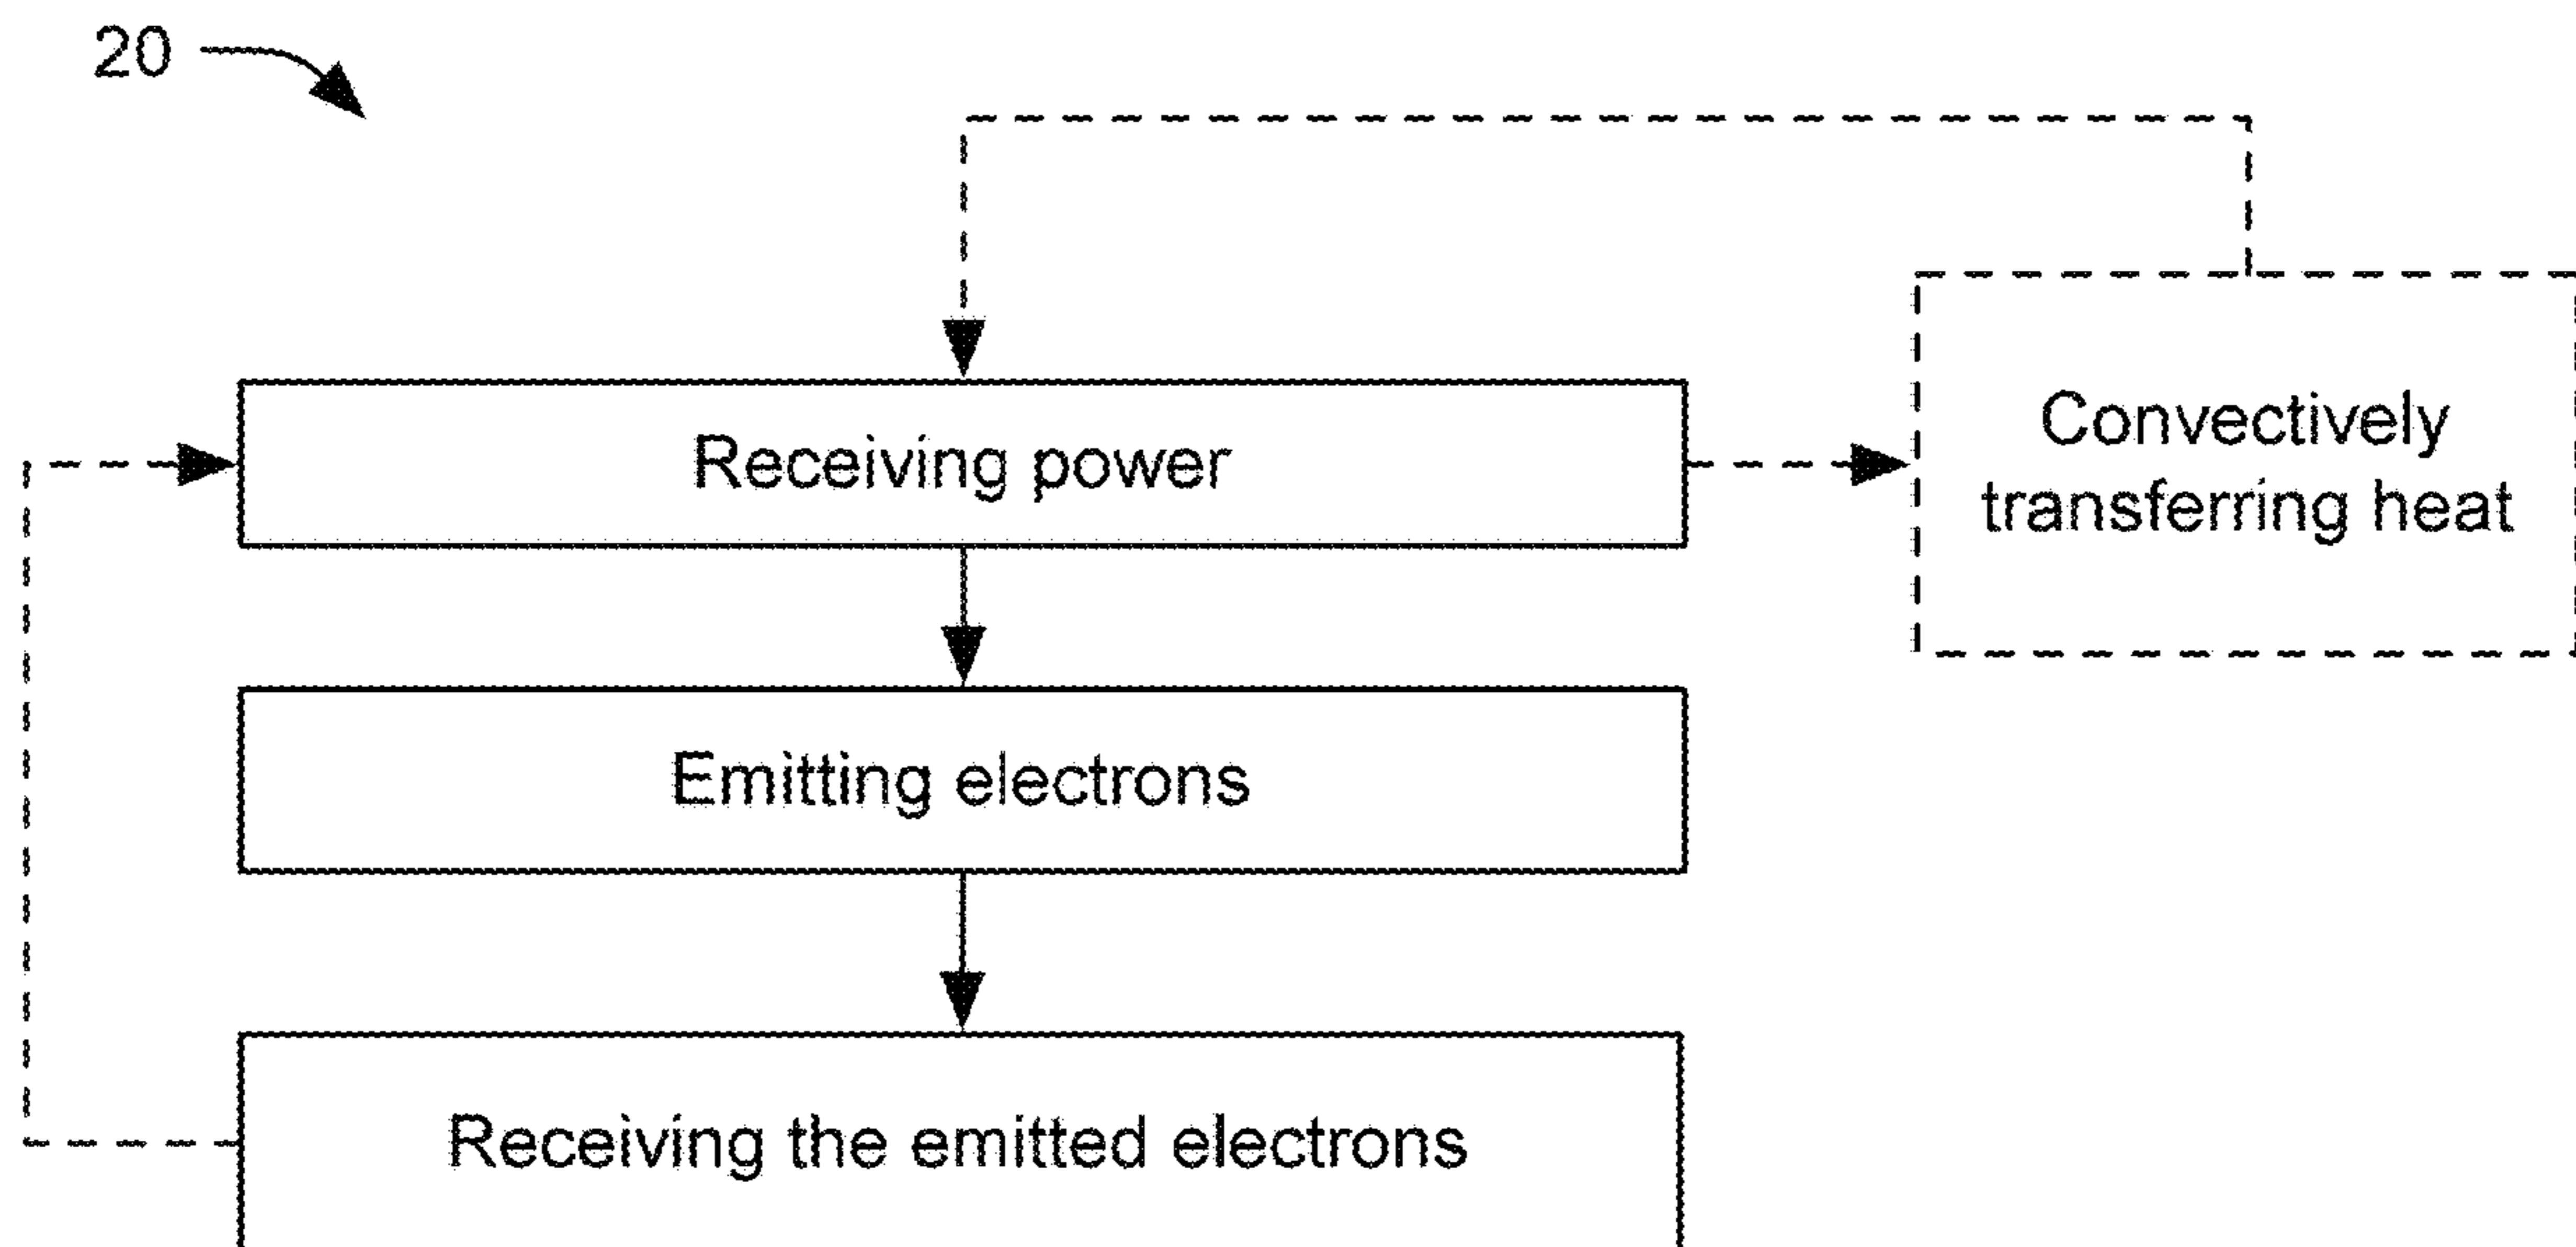 20
Receiving power
Convectively
transferring heat
Emitting electrons
Receiving the emitted electrons